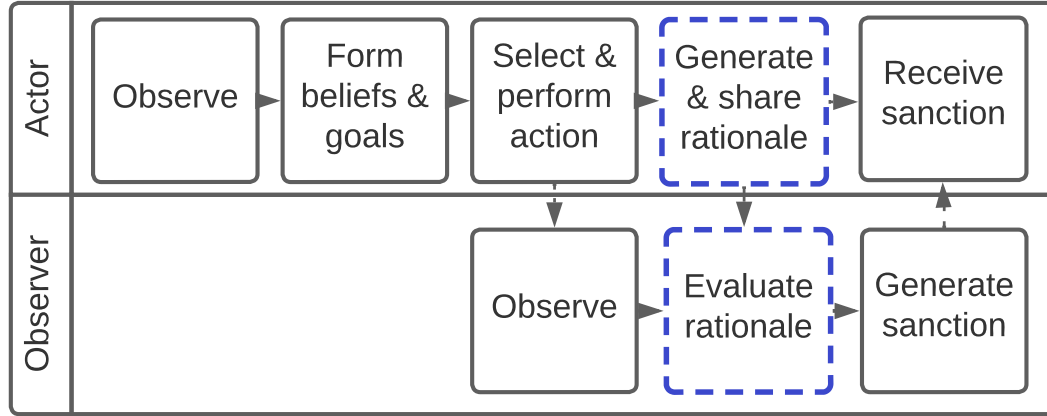 Actor
Observe
Form
beliefs &
goals
Select &
perform
action
Generate
& share
rationale
Receive
sanction
Observer
Observe
Evaluate
rationale
Generate
sanction